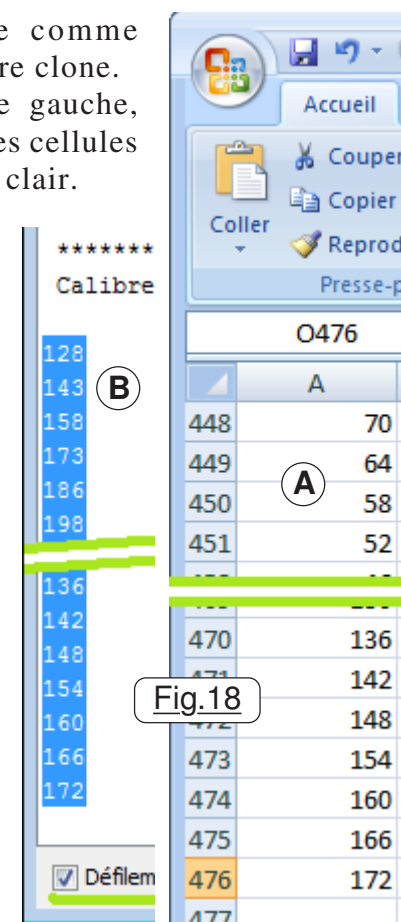 e comme
re clone.
e gauche,
es cellules
clair.
*******
Calibre
128
143
158
173
186
198
136
142
148
154
160
166
172
B
Défilem
Fig.18
Accueil
Couper
Copier
Coller
Reprod
Presse-p
O476
A
448 70
449 64
450 58
451 52
A
470 136
471 142
472 148
473 154
474 160
475 166
476 172
477